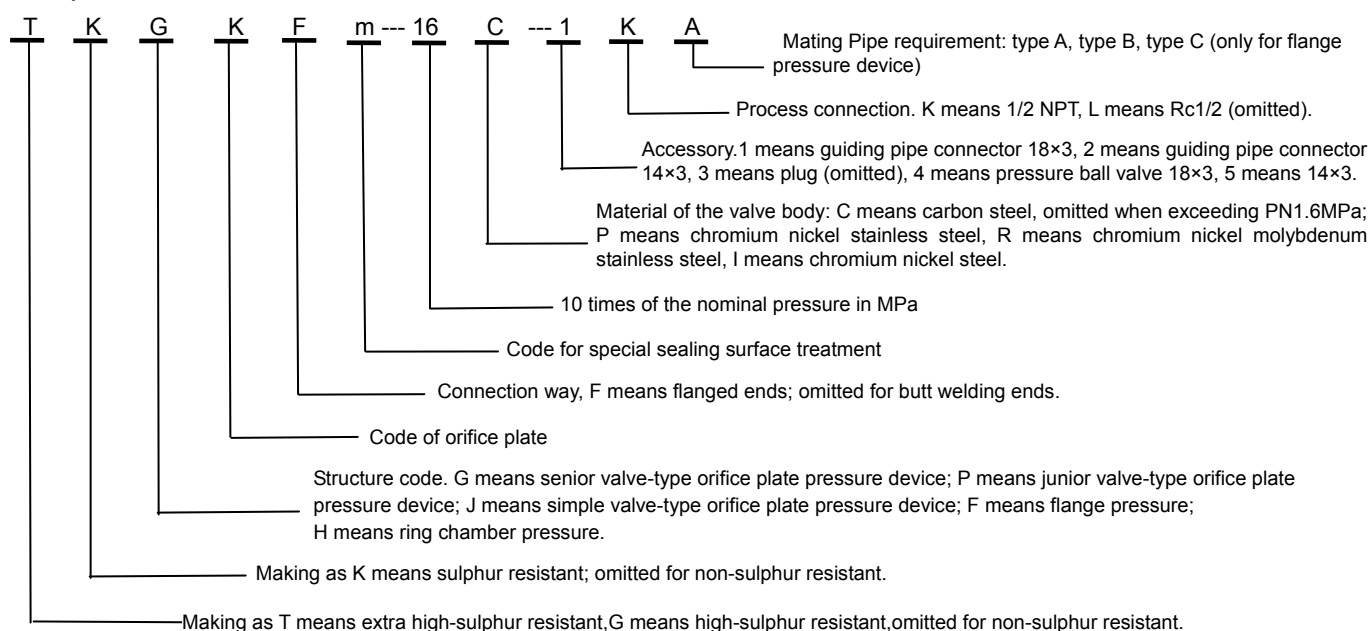 T K G K F m --- 16 C --- 1 K A
Mating Pipe requirement: type A, type B, type C (only for flange
pressure device)
Process connection. K means 1/2 NPT, L means Rc1/2 (omitted).
Accessory.1 means guiding pipe connector 18×3, 2 means guiding pipe connector
14×3, 3 means plug (omitted), 4 means pressure ball valve 18×3, 5 means 14×3.
Material of the valve body: C means carbon steel, omitted when exceeding PN1.6MPa;
P means chromium nickel stainless steel, R means chromium nickel molybdenum
stainless steel, I means chromium nickel steel.
10 times of the nominal pressure in MPa
Code for special sealing surface treatment
Connection way, F means flanged ends; omitted for butt welding ends.
Code of orifice plate
Structure code. G means senior valve-type orifice plate pressure device; P means junior valve-type orifice plate
pressure device; J means simple valve-type orifice plate pressure device; F means flange pressure;
H means ring chamber pressure.
Making as K means sulphur resistant; omitted for non-sulphur resistant.
Making as T means extra high-sulphur resistant,G means high-sulphur resistant,omitted for non-sulphur resistant.